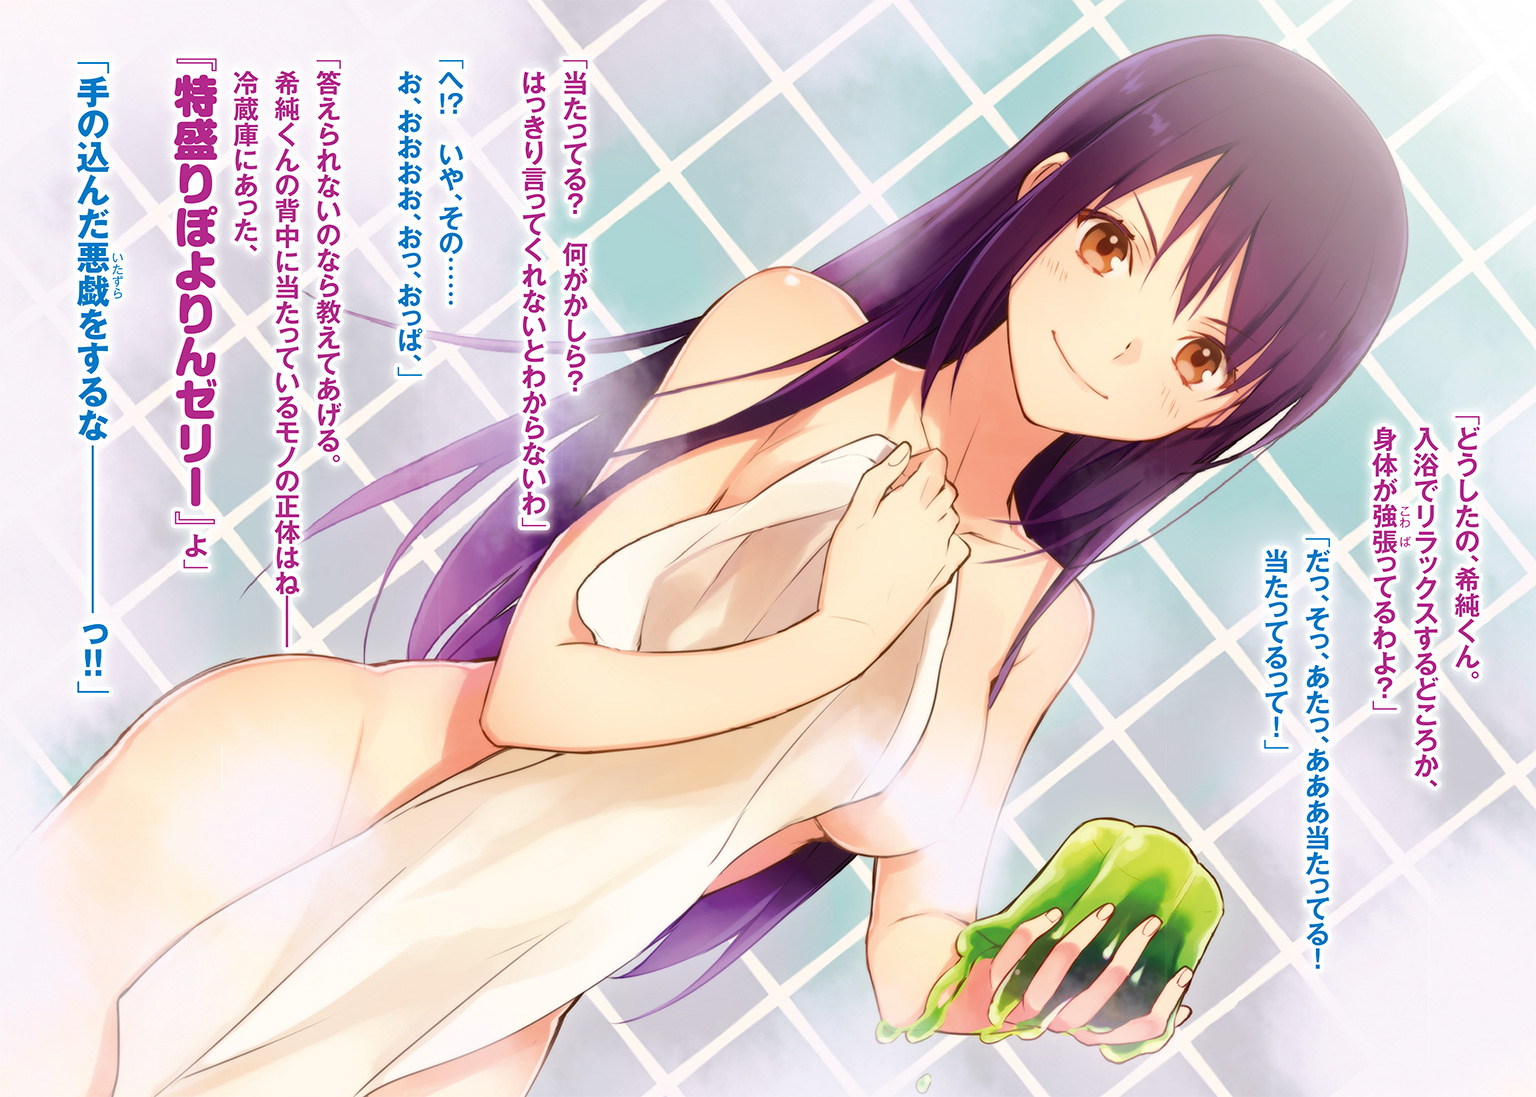 「どうしたの、希純くん。
入浴でリラックスするどころか、
身体が強張ってるわよ？」
こわば
「だっ、そっ、あたっ、あああ当たってる！
当たってるって！」
「当たってる？　何がかしら？
はっきり言ってくれないとわからないわ」
「へ!?　いや、その……
お、おおおお、おっ、おっぱ、」
「答えられないのなら教えてあげる。
希純くんの背中に当たっているモノの正体はね――
冷蔵庫にあった、
『特盛りぽよりんゼリー』よ」
「手の込んだ悪戯をするな――――っ!!」
いたずら